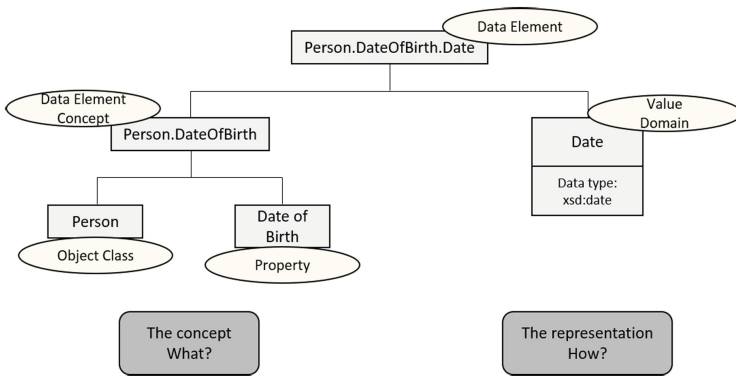 Data Element
Person.DateOfBirth.Date
Data Element
Concept
Person.DateOfBirth
Value
Domain
Date
Data type:
xsd:date
Person
Object Class
Date of
Birth
Property
The concept
What?
The representation
How?